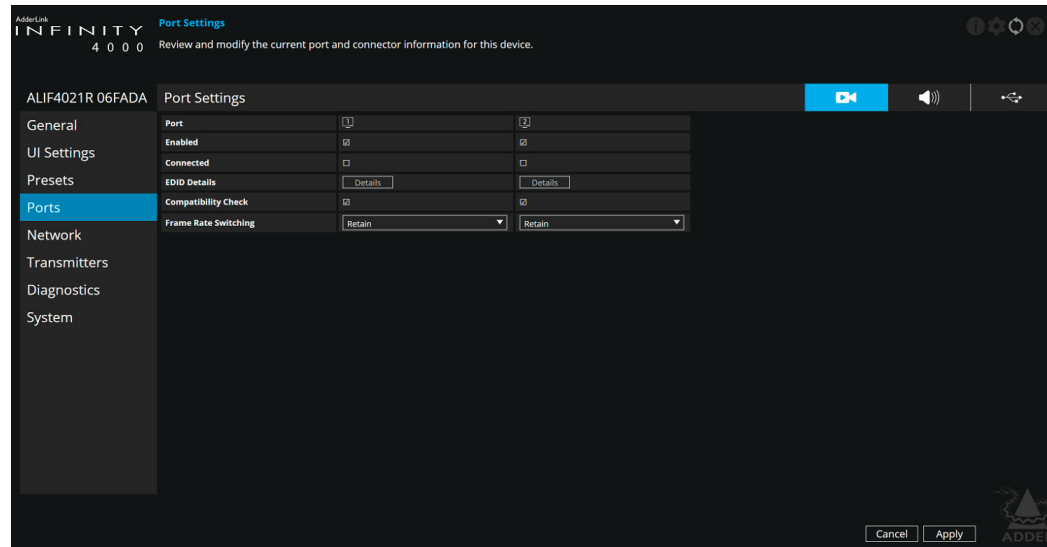 AdderLink
INFINITY
4000
Port Settings
Review and modify the current port and connector information for this device.
ALIF4021R 06FADA
Port Settings
General
UI Settings
Presets
Ports
Network
Transmitters
Diagnostics
System
Port 1 2
Enabled
Connected
EDID Details Details Details
Compatibility Check
Frame Rate Switching Retain Retain
Cancel Apply
ADDER